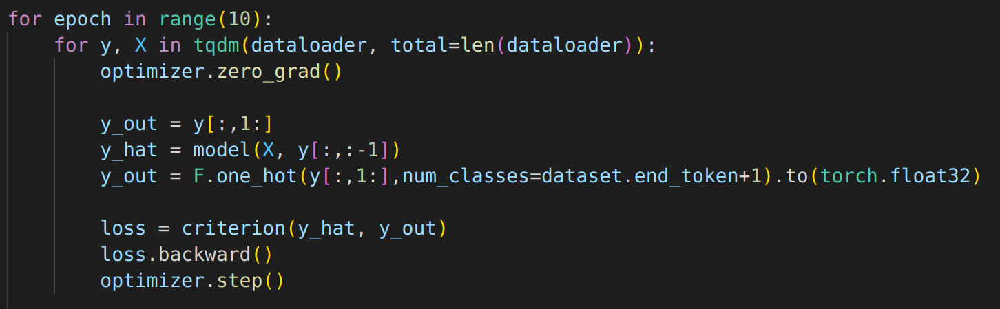 for epoch in range(10):
    for y, X in tqdm(dataloader, total=len(dataloader)):
        optimizer.zero_grad()

        y_out = y[:,1:]
        y_hat = model(X, y[:,:-1])
        y_out = F.one_hot(y[:,1:],num_classes=dataset.end_token+1).to(torch.float32)

        loss = criterion(y_hat, y_out)
        loss.backward()
        optimizer.step()